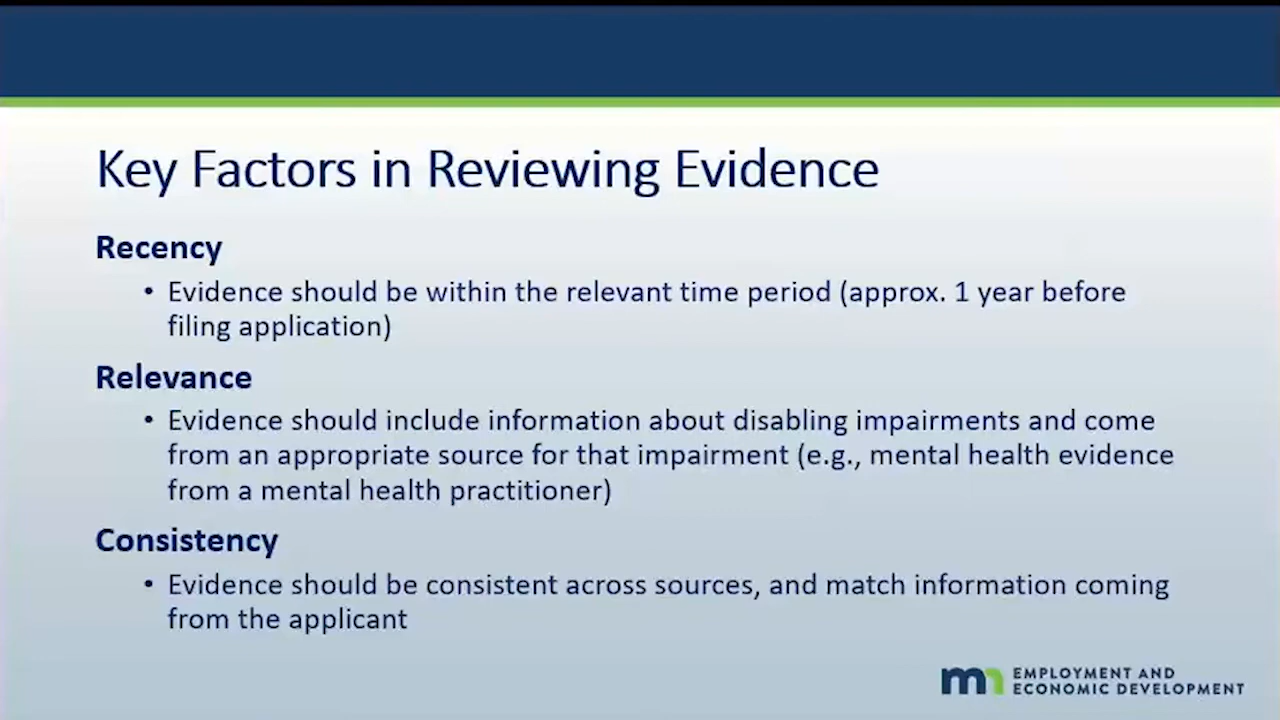 Key Factors in Reviewing Evidence
Recency
• Evidence should be within the relevant time period (approx. 1 year before
filing application)
Relevance
• Evidence should include information about disabling impairments and come
from an appropriate source for that impairment (e.g., mental health evidence
from a mental health practitioner)
Consistency
• Evidence should be consistent across sources, and match information coming
from the applicant
mn EMPLOYMENT AND
ECONOMIC DEVELOPMENT